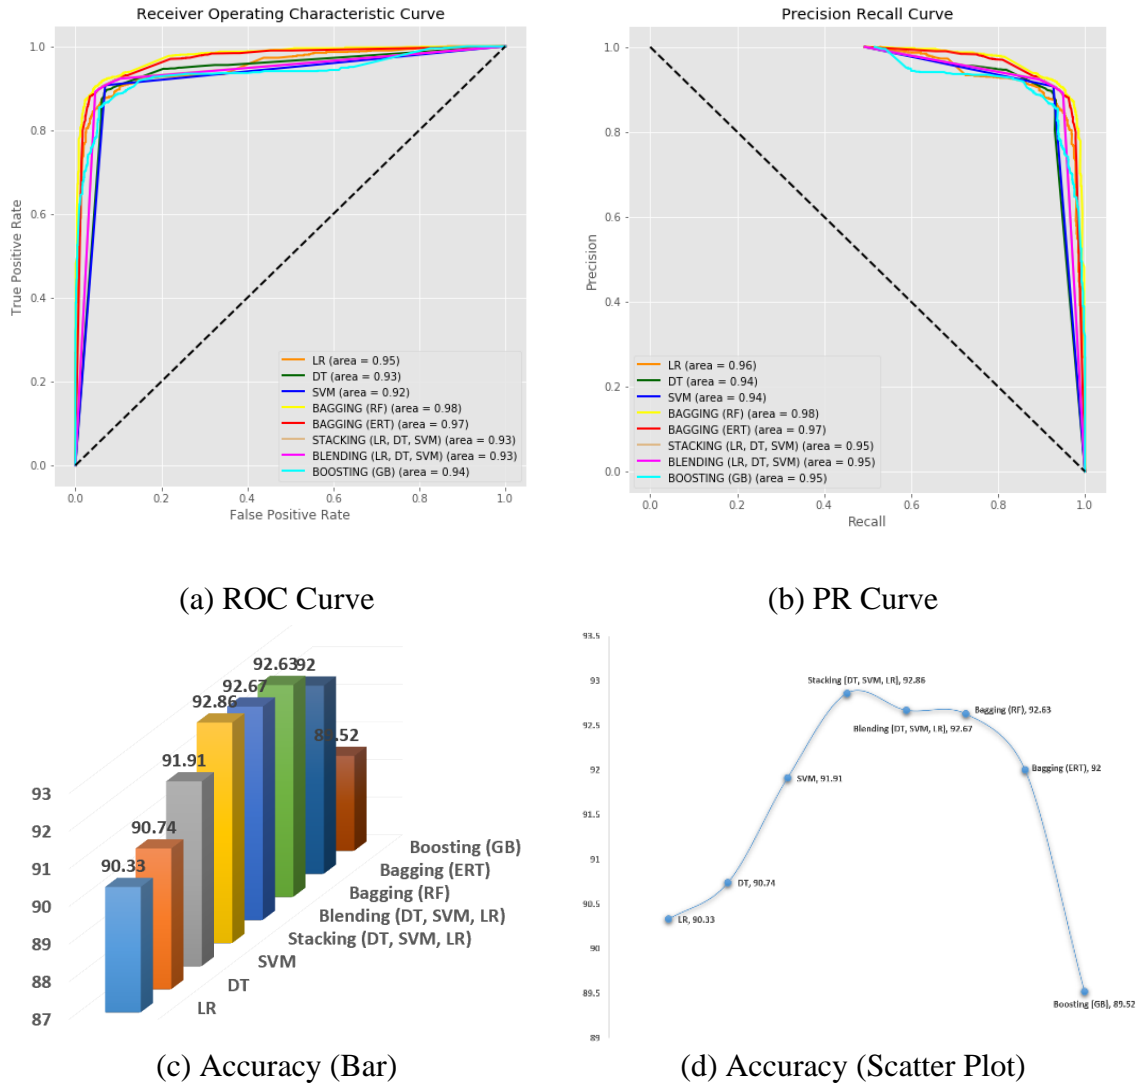 Receiver Operating Characteristic Curve
1.0
0.8
0.6
0.4
0.2
0.0
True Positive Rate
LR (area = 0.95)
DT (area = 0.93)
SVM (area = 0.92)
BAGGING (RF) (area = 0.98)
BAGGING (ERT) (area = 0.97)
STACKING (LR, DT, SVM) (area = 0.93)
BLENDING (LR, DT, SVM) (area = 0.93)
BOOSTING (GB) (area = 0.94)
0.0 0.2 0.4 0.6 0.8 1.0
False Positive Rate
(a) ROC Curve
Precision Recall Curve
1.0
0.8
0.6
0.4
0.2
0.0
Precision
LR (area = 0.96)
DT (area = 0.94)
SVM (area = 0.94)
BAGGING (RF) (area = 0.98)
BAGGING (ERT) (area = 0.97)
STACKING (LR, DT, SVM) (area = 0.95)
BLENDING (LR, DT, SVM) (area = 0.95)
BOOSTING (GB) (area = 0.95)
0.0 0.2 0.4 0.6 0.8 1.0
Recall
(b) PR Curve
93
92
91
90
89
88
87
90.33
90.74
91.91
92.86
92.67
92.63
92
89.52
Boosting (GB)
Bagging (ERT)
Bagging (RF)
Blending (DT, SVM, LR)
Stacking (DT, SVM, LR)
SVM
DT
LR
(c) Accuracy (Bar)
93.5
93
92.5
92
91.5
91
90.5
90
89.5
89
Stacking (DT, SVM, LR), 92.86
Blending (DT, SVM, LR), 92.67
Bagging (RF), 92.63
Bagging (ERT), 92
SVM, 91.91
DT, 90.74
LR, 90.33
Boosting (GB), 89.52
(d) Accuracy (Scatter Plot)